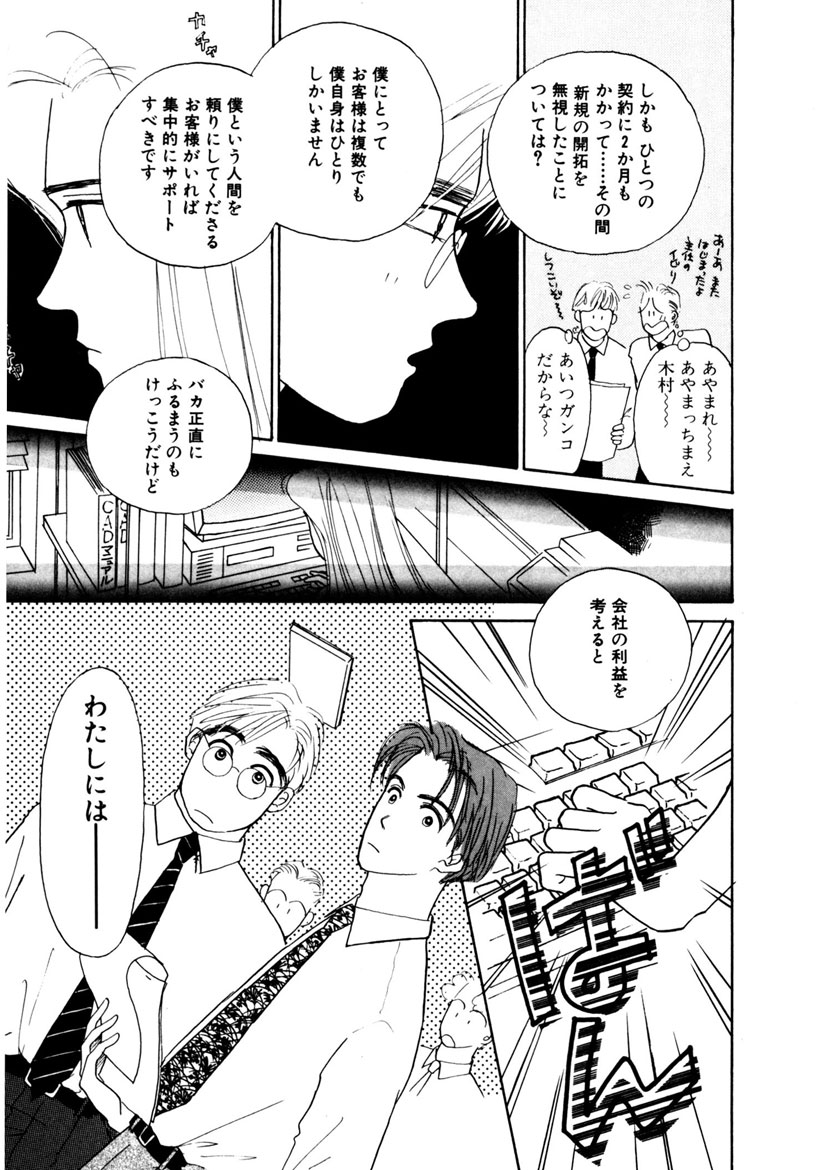 しかも ひとつの
契約に2か月も
かかって……その間
新規の開拓を
無視したことに
ついては?
あーあ また
はじまったよ
主任の
イビリ
しつこいぞ〜〜
あやまれ〜〜
あやまっちまえ
木村〜〜
あいつガンコ
だからな〜
僕にとって
お客様は複数でも
僕自身はひとり
しかいません
カチャ
僕という人間を
頼りにしてくださる
お客様がいれば
集中的にサポート
すべきです
バカ正直に
ふるまうのも
けっこうだけど
CAD
CADマニュアル
会社の利益を
考えると
わたしには——